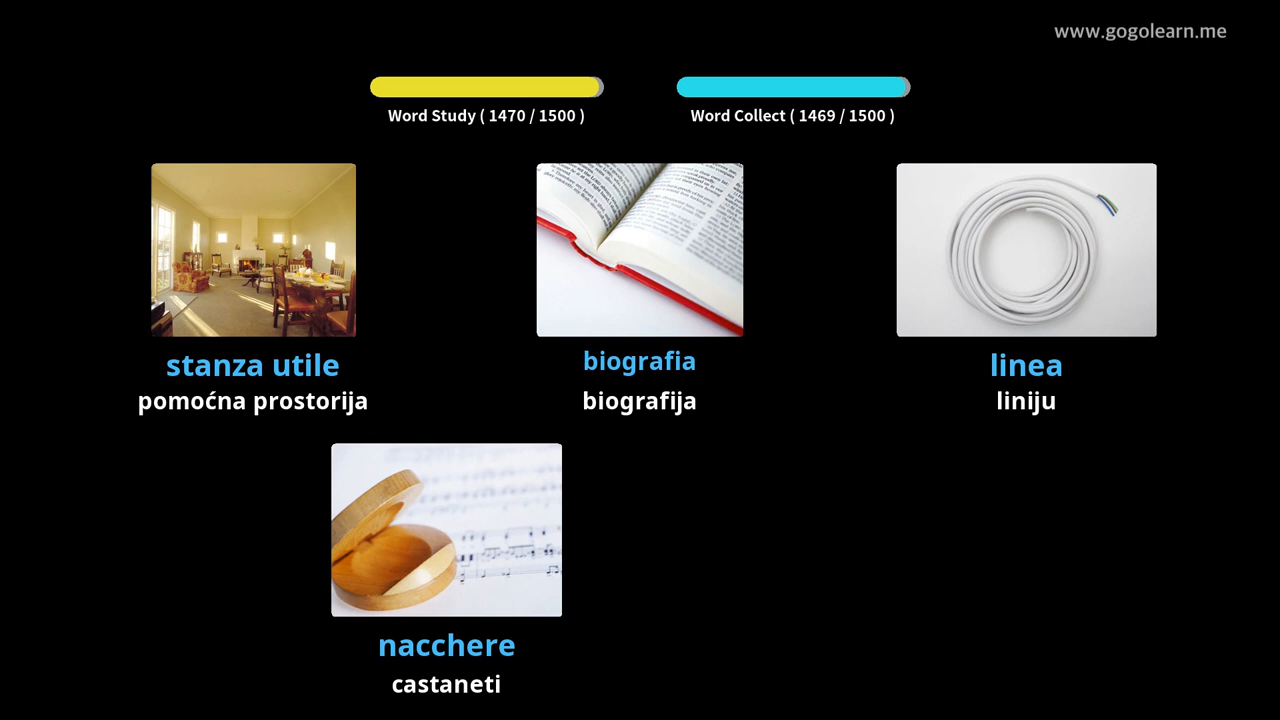 www.gogolearn.me
Word Study ( 1470 / 1500 )
Word Collect ( 1469 / 1500 )
stanza utile
pomoćna prostorija
biografia
biografija
linea
liniju
nacchere
castaneti